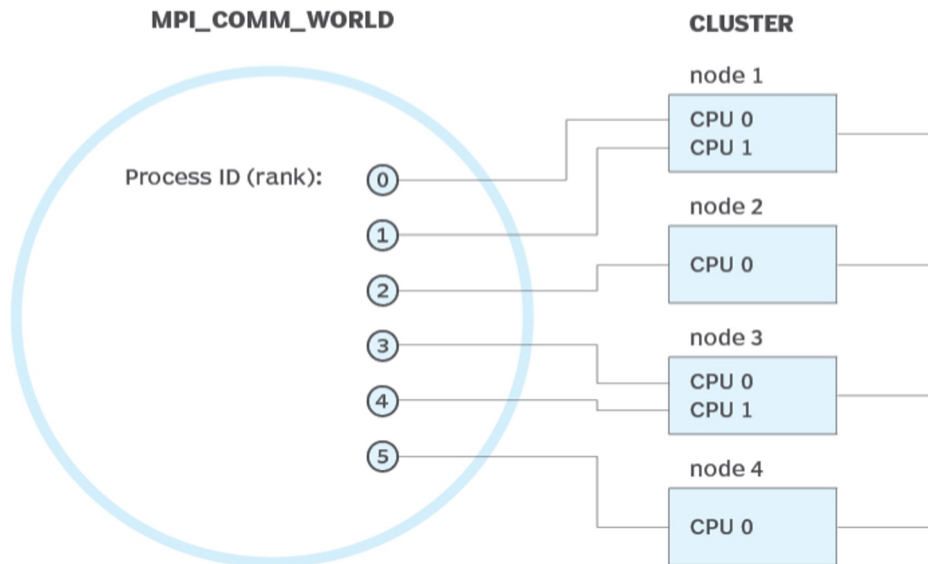 MPI_COMM_WORLD
CLUSTER
node 1
CPU 0
CPU 1
Process ID (rank):
0
1
2
3
4
5
node 2
CPU 0
node 3
CPU 0
CPU 1
node 4
CPU 0